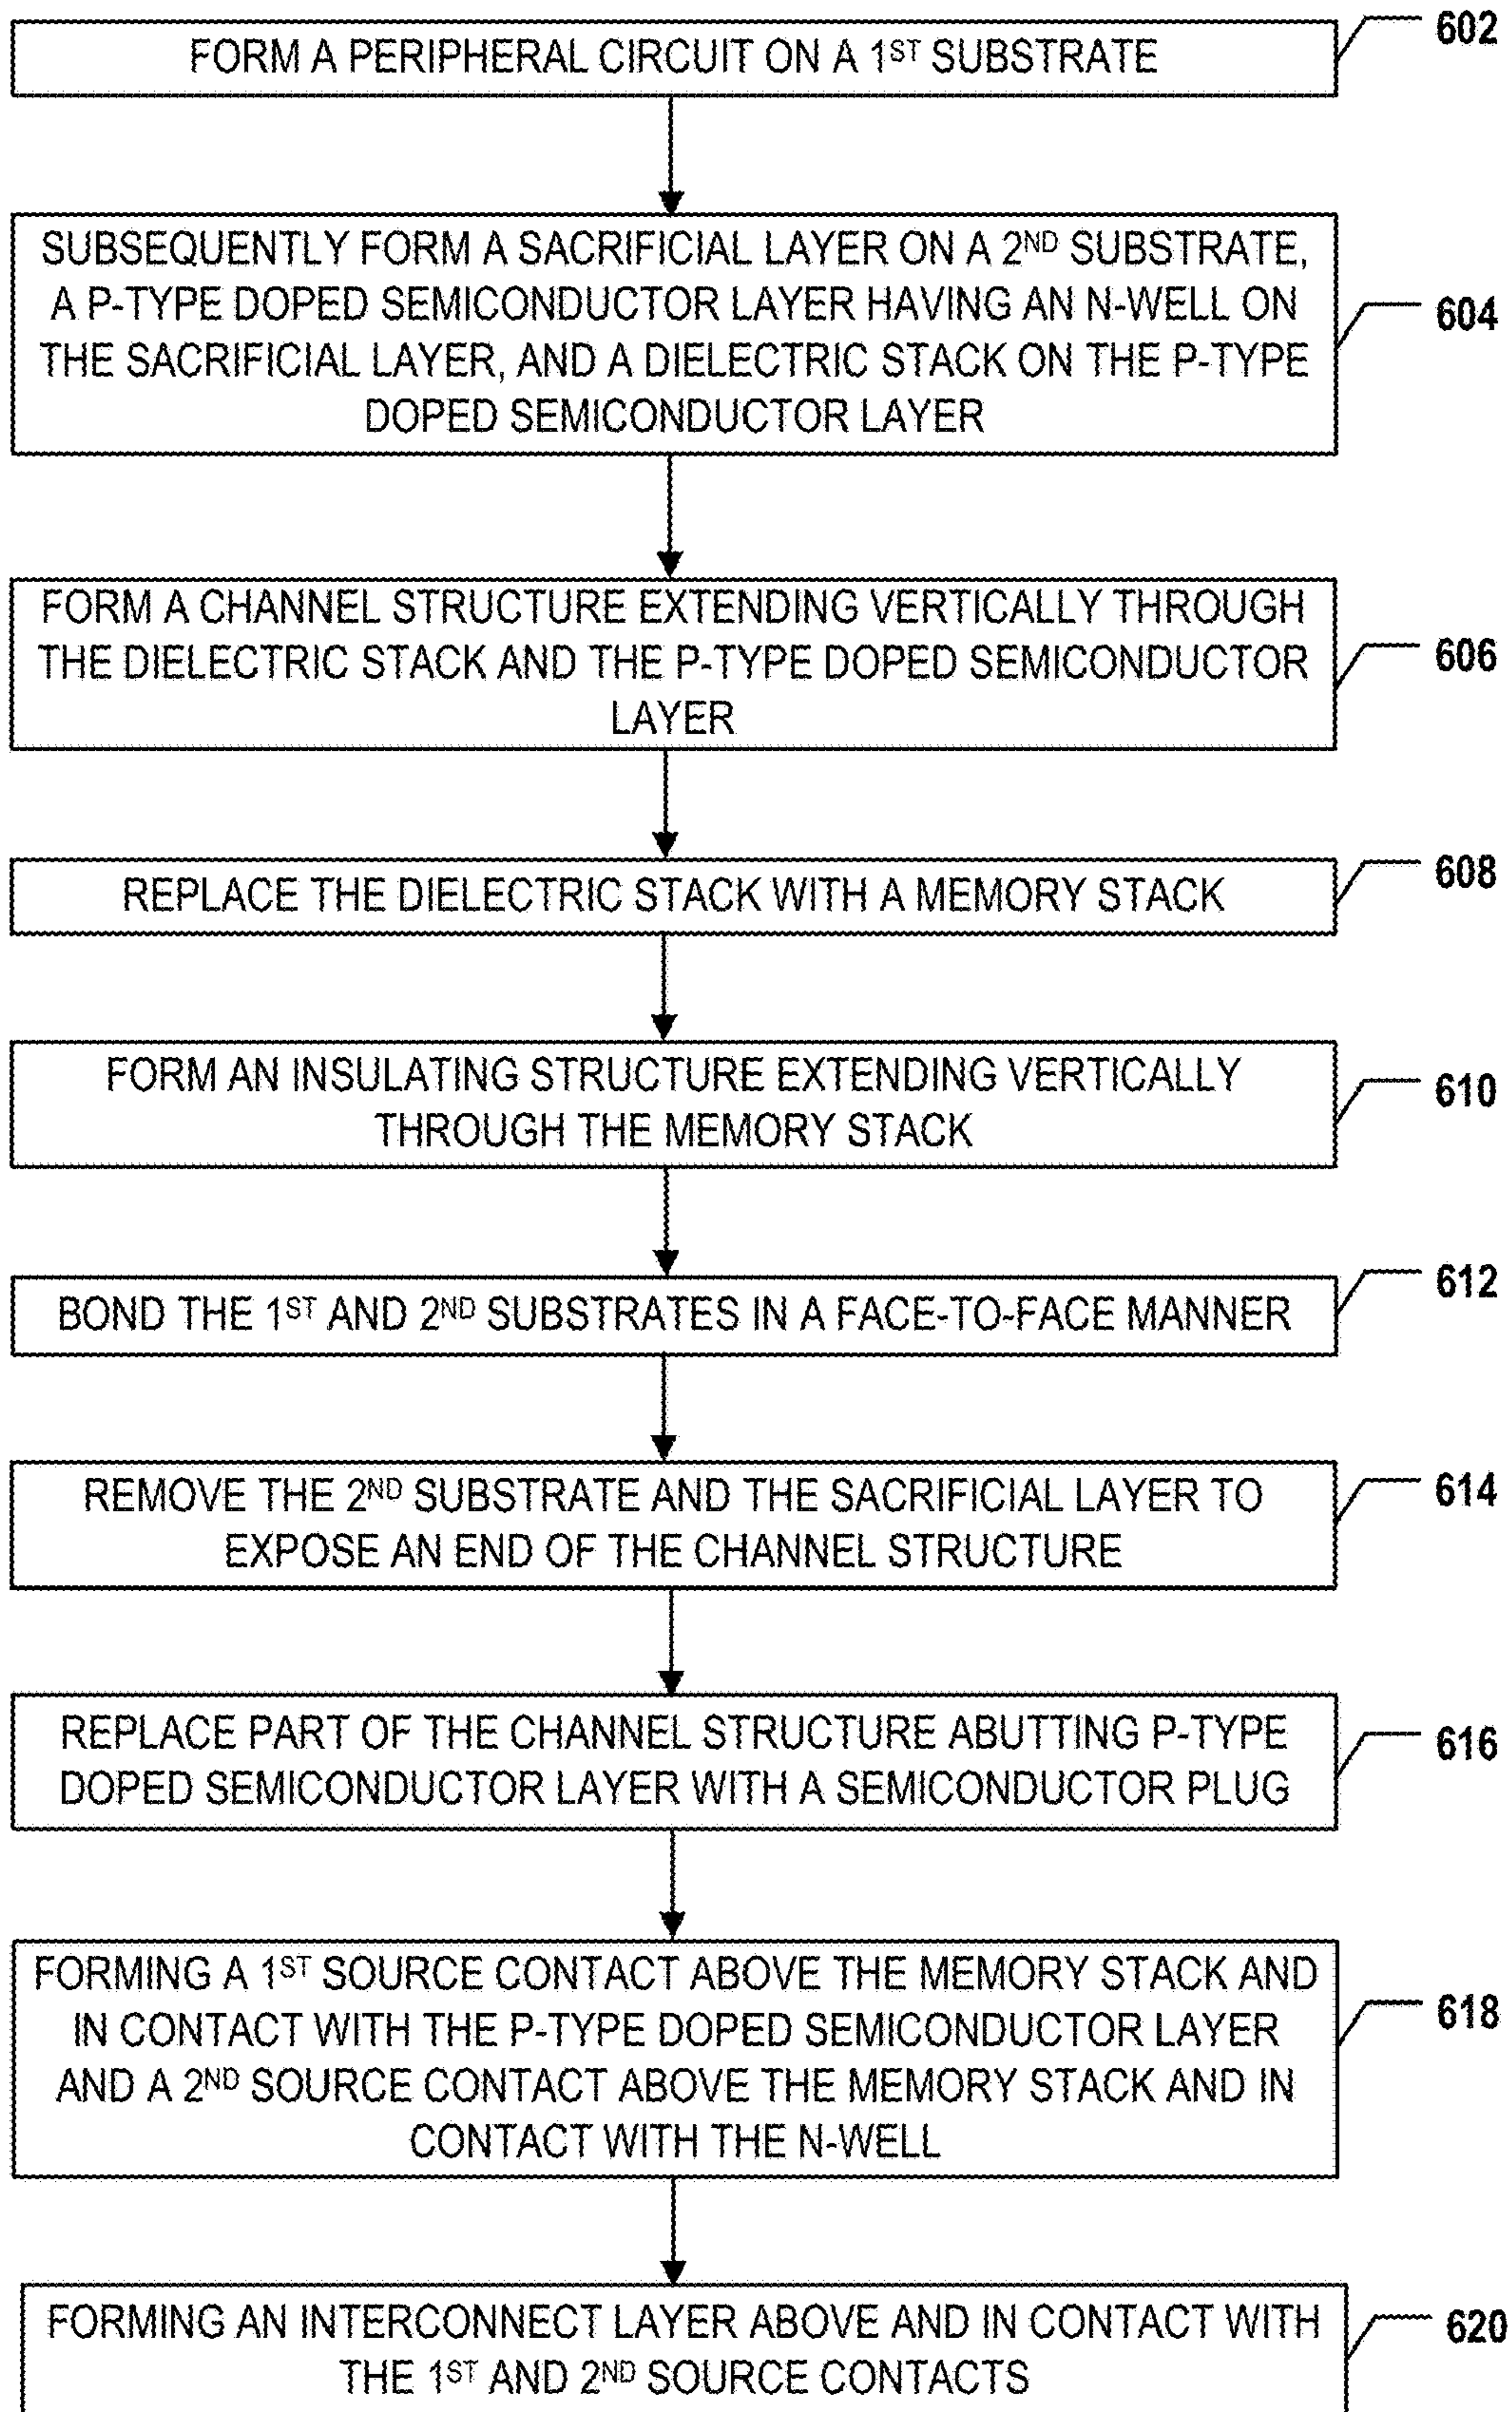 FORM A PERIPHERAL CIRCUIT ON A 1ST SUBSTRATE
602
SUBSEQUENTLY FORM A SACRIFICIAL LAYER ON A 2ND SUBSTRATE,
A P-TYPE DOPED SEMICONDUCTOR LAYER HAVING AN N-WELL ON
THE SACRIFICIAL LAYER, AND A DIELECTRIC STACK ON THE P-TYPE
DOPED SEMICONDUCTOR LAYER
604
FORM A CHANNEL STRUCTURE EXTENDING VERTICALLY THROUGH
THE DIELECTRIC STACK AND THE P-TYPE DOPED SEMICONDUCTOR
LAYER
606
REPLACE THE DIELECTRIC STACK WITH A MEMORY STACK
608
FORM AN INSULATING STRUCTURE EXTENDING VERTICALLY
THROUGH THE MEMORY STACK
610
BOND THE 1ST AND 2ND SUBSTRATES IN A FACE-TO-FACE MANNER
612
REMOVE THE 2ND SUBSTRATE AND THE SACRIFICIAL LAYER TO
EXPOSE AN END OF THE CHANNEL STRUCTURE
614
REPLACE PART OF THE CHANNEL STRUCTURE ABUTTING P-TYPE
DOPED SEMICONDUCTOR LAYER WITH A SEMICONDUCTOR PLUG
616
FORMING A 1ST SOURCE CONTACT ABOVE THE MEMORY STACK AND
IN CONTACT WITH THE P-TYPE DOPED SEMICONDUCTOR LAYER
AND A 2ND SOURCE CONTACT ABOVE THE MEMORY STACK AND IN
CONTACT WITH THE N-WELL
618
FORMING AN INTERCONNECT LAYER ABOVE AND IN CONTACT WITH
THE 1ST AND 2ND SOURCE CONTACTS
620